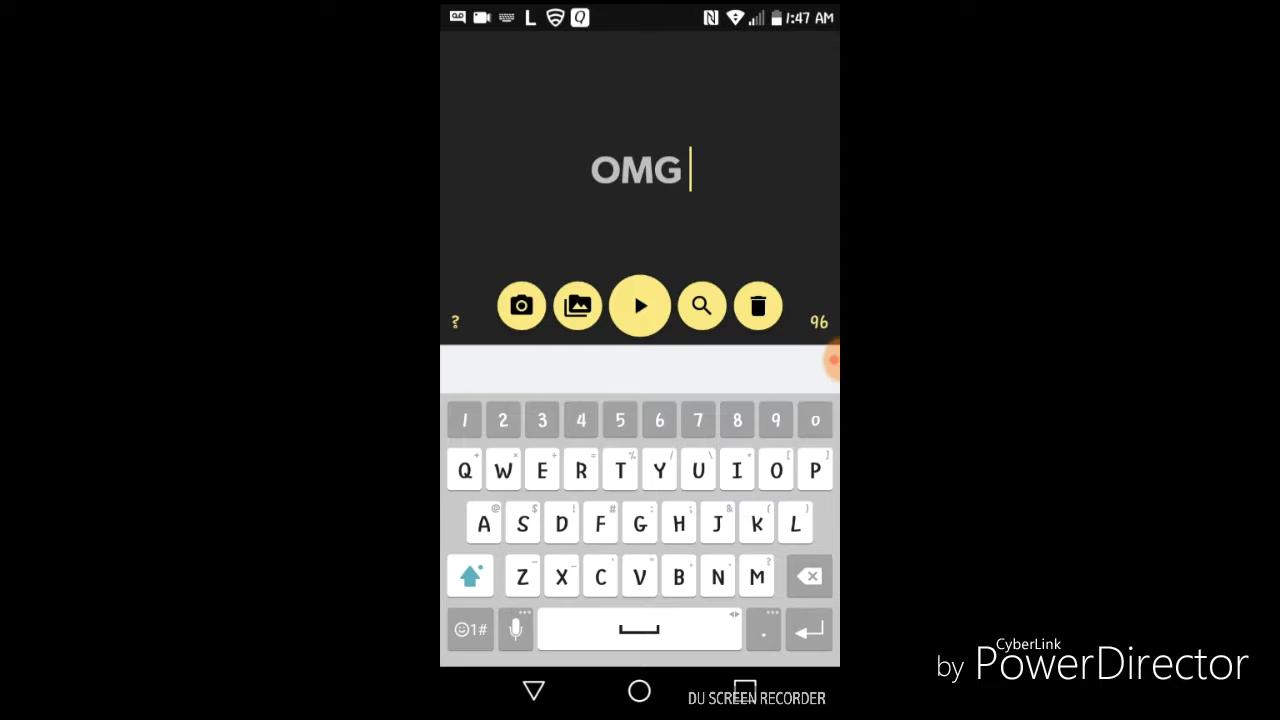 L Q N 1:47 AM
OMG
? 96
1 2 3 4 5 6 7 8 9 0
Q W E R T Y U I O P
A S D F G H J K L
Z X C V B N M
1# .
CyberLink
by PowerDirector
DU SCREEN RECORDER